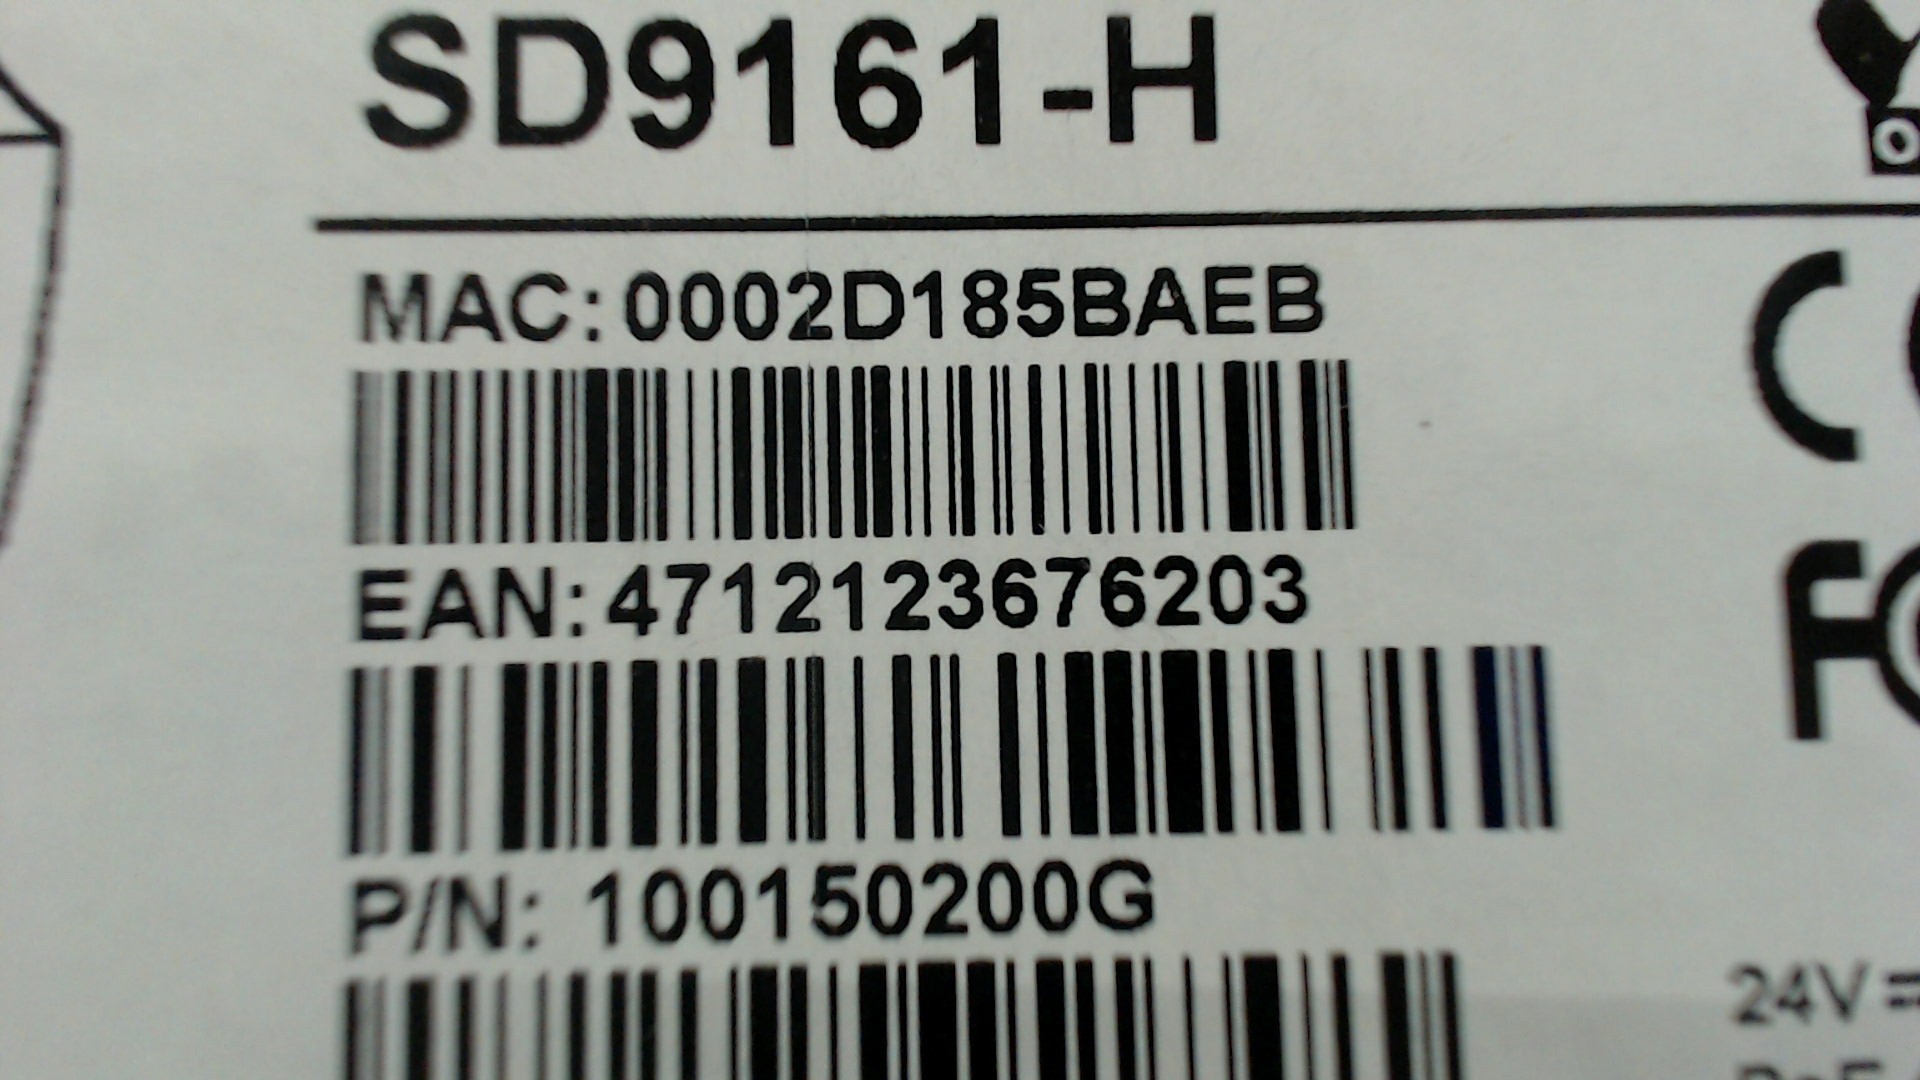 SD9161-H
MAC: 0002D185BAEB
EAN: 4712123676203
P/N: 100150200G
24V